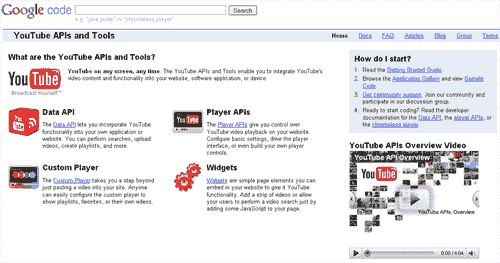 Google code
Search
e.g. "java guide" or "chromeless player"
YouTube APIs and Tools
Home Docs FAQ Articles Blog Group Terms
What are the YouTube APIs and Tools?
YouTube
Broadcast Yourself™
YouTube on any screen, any time. The YouTube APIs and Tools enable you to integrate YouTube's
video content and functionality into your website, software application, or device.
Data API
The Data API lets you incorporate YouTube
functionality into your own application or
website. You can perform searches, upload
videos, create playlists, and more.
Player APIs
The Player APIs give you control over
YouTube video playback on your website.
Configure basic settings, drive the player
interface, or even build your own player
controls.
Custom Player
The Custom Player takes you a step beyond
just pasting a video into your site. Anyone
can easily configure the custom player to
show playlists, favorites, or their own videos.
Widgets
Widgets are simple page elements you can
embed in your website to give it YouTube
functionality. Add a strip of videos or allow
your users to perform a video search just by
adding some JavaScript to your page.
How do I start?
1. Read the Getting Started Guide.
2. Browse the Application Gallery and view Sample
Code.
3. Get community support. Join our community and
participate in our discussion group.
4. Ready to start coding? Read the developer
documentation for the Data API, the player APIs, or
the chromeless player.
YouTube APIs Overview Video
YouTube API Overview
YouTube
YouTube APIs: Overview
0:00 / 4:04